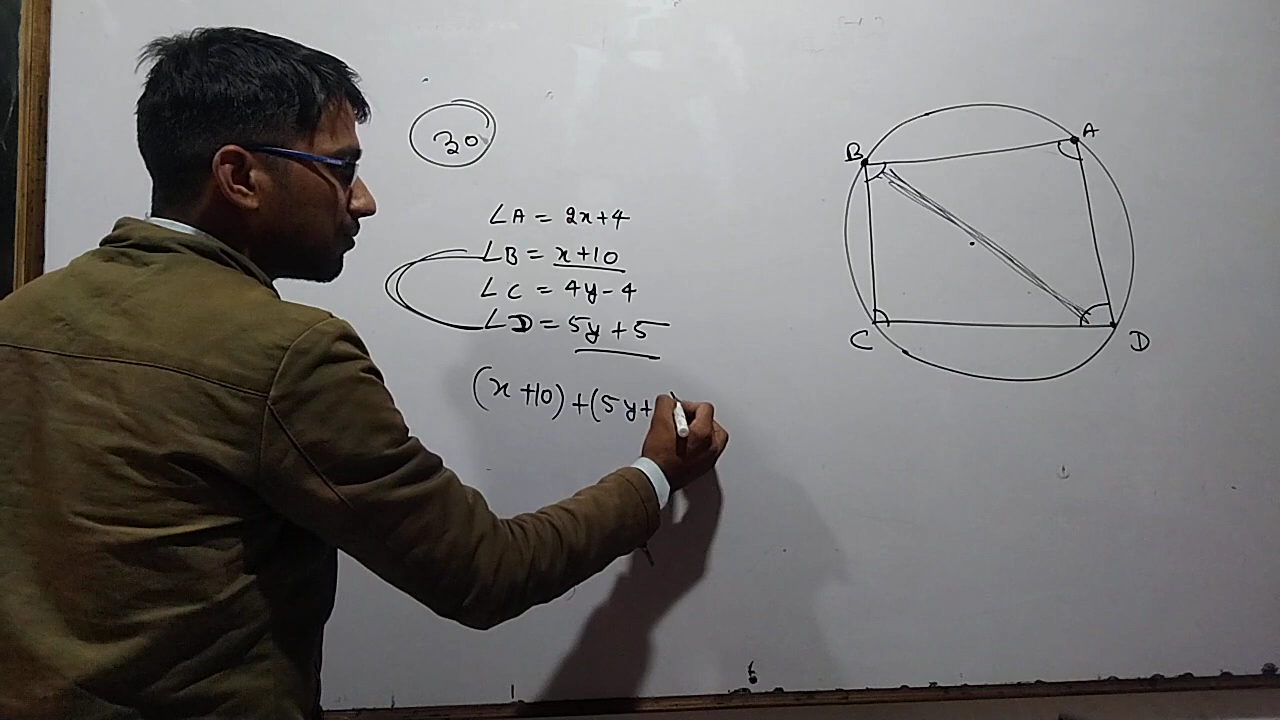 30
∠A = 2x+4
∠B = x+10
∠C = 4y-4
∠D = 5y+5
(x+10)+(5y+
B
A
C
D